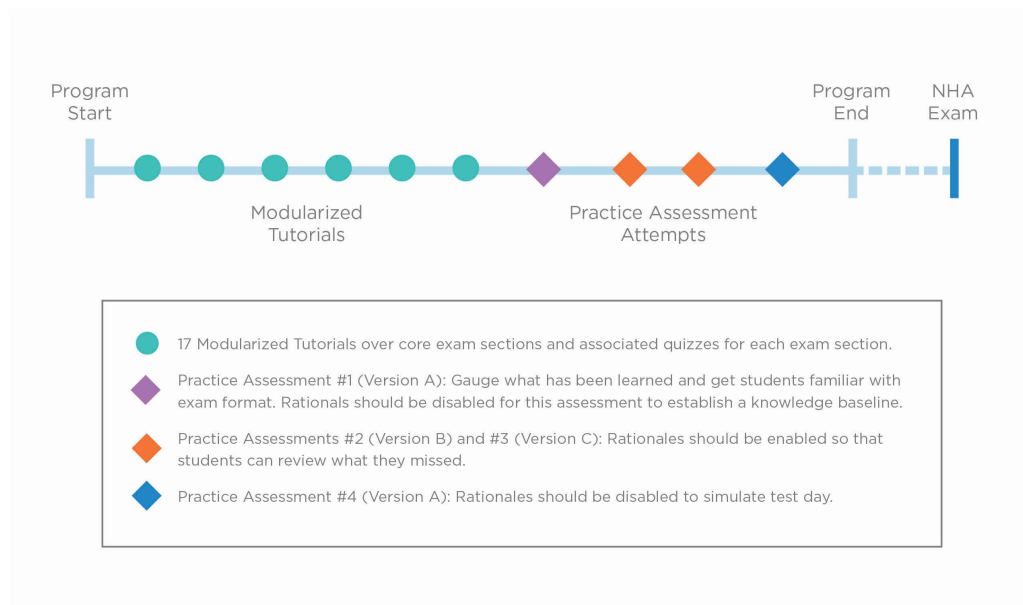 Program
Start
Program
End
NHA
Exam
Modularized
Tutorials
Practice Assessment
Attempts
17 Modularized Tutorials over core exam sections and associated quizzes for each exam section.
Practice Assessment #1 (Version A): Gauge what has been learned and get students familiar with
exam format. Rationals should be disabled for this assessment to establish a knowledge baseline.
Practice Assessments #2 (Version B) and #3 (Version C): Rationales should be enabled so that
students can review what they missed.
Practice Assessment #4 (Version A): Rationales should be disabled to simulate test day.